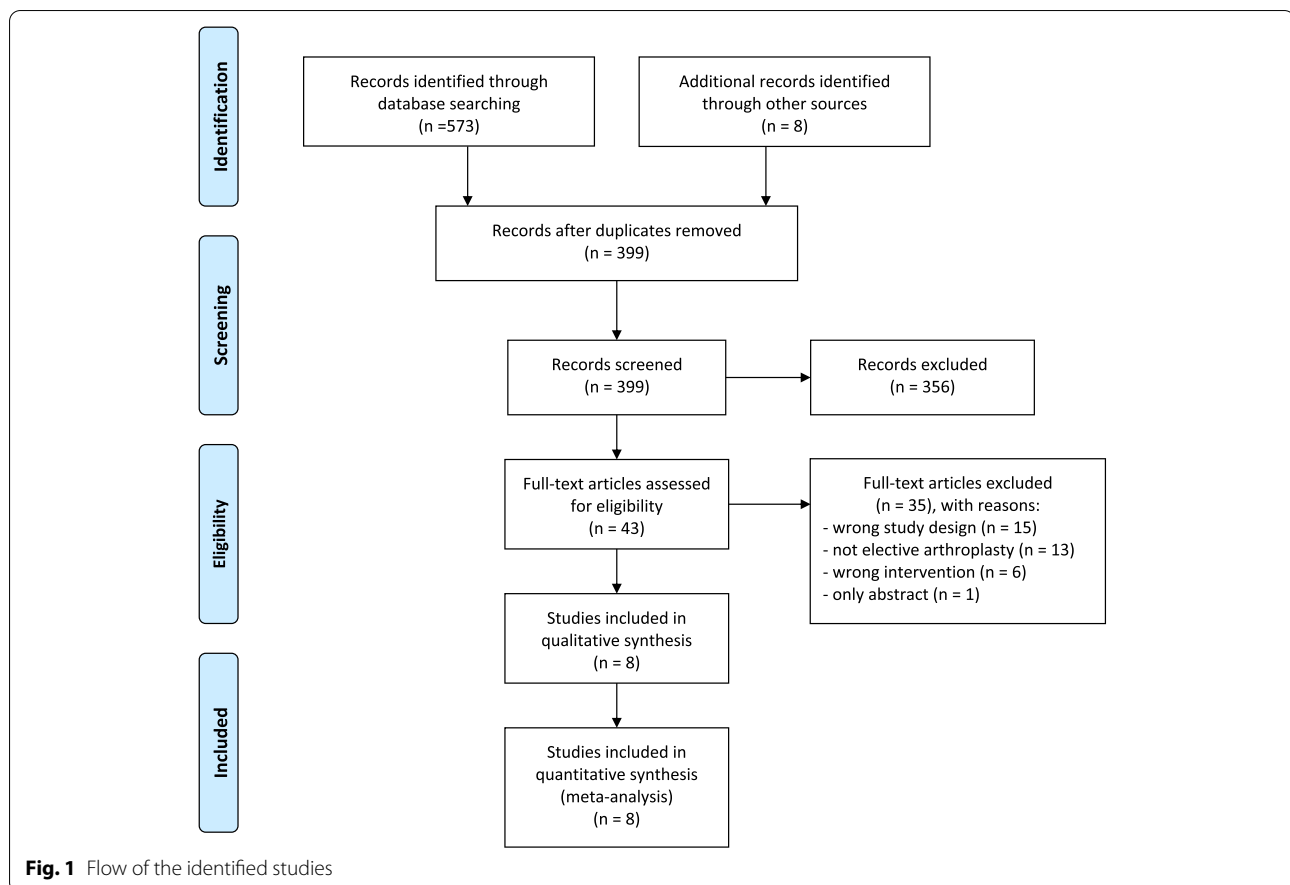 Identification
Records identified through
database searching
(n =573)
Additional records identified
through other sources
(n = 8)
Records after duplicates removed
(n = 399)
Screening
Records screened
(n = 399)
Records excluded
(n = 356)
Eligibility
Full-text articles assessed
for eligibility
(n = 43)
Full-text articles excluded
(n = 35), with reasons:
- wrong study design (n = 15)
- not elective arthroplasty (n = 13)
- wrong intervention (n = 6)
- only abstract (n = 1)
Studies included in
qualitative synthesis
(n = 8)
Included
Studies included in
quantitative synthesis
(meta-analysis)
(n = 8)
Fig. 1 Flow of the identified studies